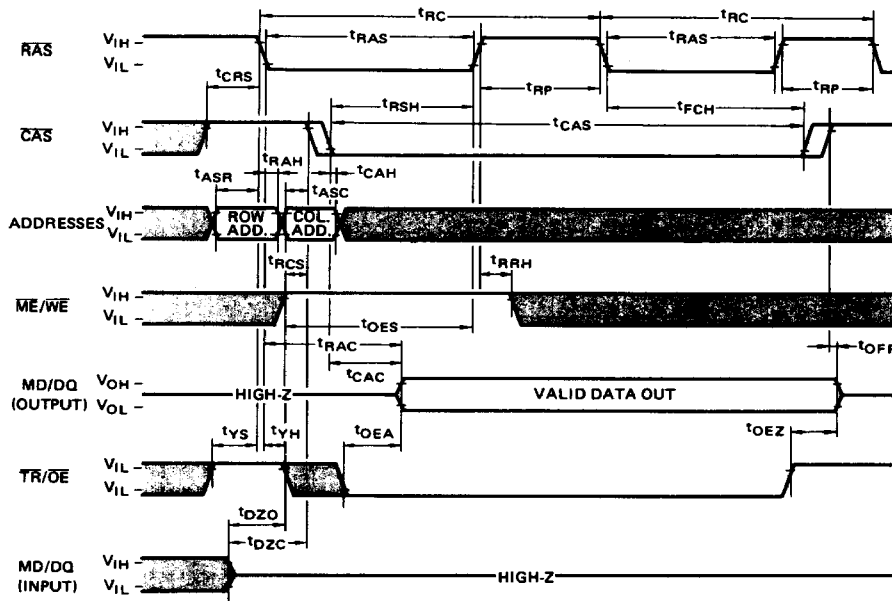 tRC tRC
RAS VIH VIL tRAS tRAS
tCRS tRP tRP
tRSH tFCH
CAS VIH VIL tCAS
tRAH tCAH
tASR tASC
ADDRESSES VIH VIL ROW ADD. COL. ADD.
tRCS tRRH
ME/WE VIH VIL
tOES
tRAC tOFF
tCAC
MD/DQ (OUTPUT) VOH VOL HIGH-Z VALID DATA OUT
tYS tYH tOEA tOEZ
TR/OE VIL VIL
tDZO
tDZC
MD/DQ (INPUT) VIH VIL HIGH-Z